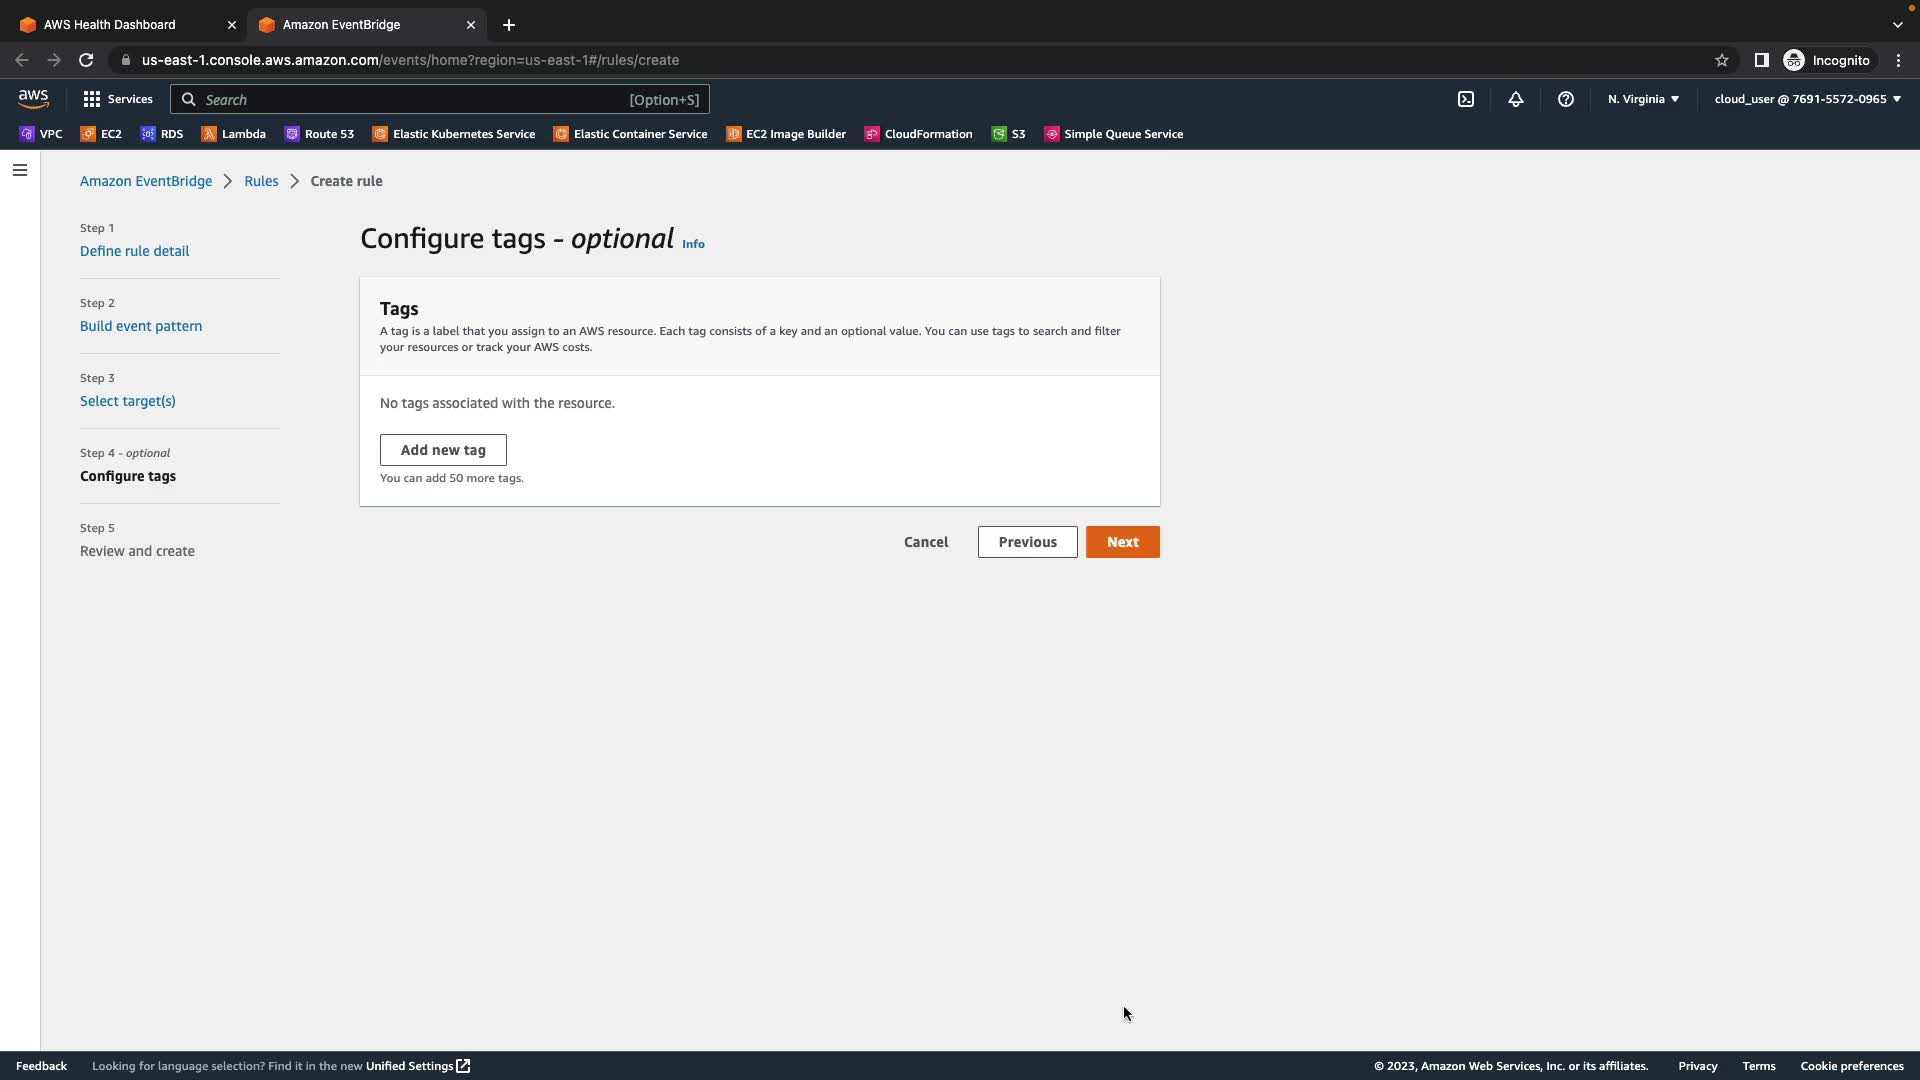 AWS Health Dashboard
Amazon EventBridge
us-east-1.console.aws.amazon.com/events/home?region=us-east-1#/rules/create
Incognito
aws
Services
Search
[Option+S]
N. Virginia
cloud_user @ 7691-5572-0965
VPC
EC2
RDS
Lambda
Route 53
Elastic Kubernetes Service
Elastic Container Service
EC2 Image Builder
CloudFormation
S3
Simple Queue Service
Amazon EventBridge
Rules
Create rule
Step 1
Define rule detail
Step 2
Build event pattern
Step 3
Select target(s)
Step 4 - optional
Configure tags
Step 5
Review and create
Configure tags - optional Info
Tags
A tag is a label that you assign to an AWS resource. Each tag consists of a key and an optional value. You can use tags to search and filter
your resources or track your AWS costs.
No tags associated with the resource.
Add new tag
You can add 50 more tags.
Cancel
Previous
Next
Feedback
Looking for language selection? Find it in the new Unified Settings
© 2023, Amazon Web Services, Inc. or its affiliates.
Privacy
Terms
Cookie preferences